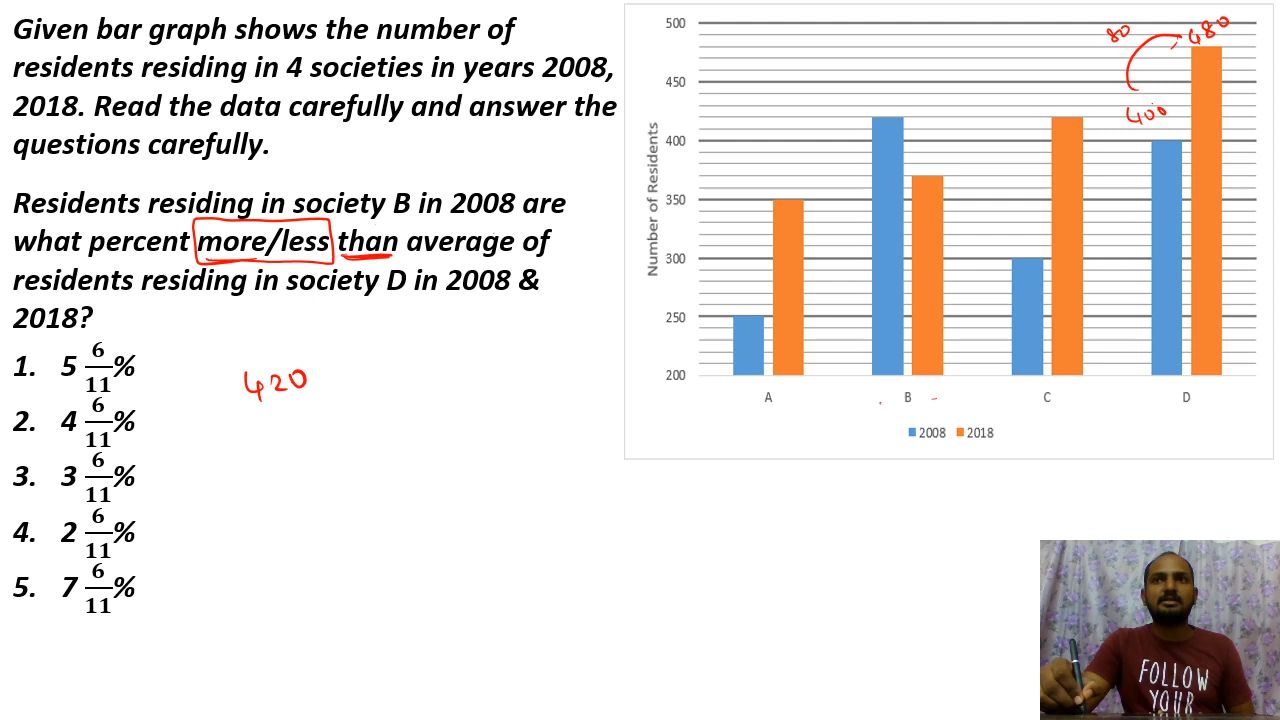 Given bar graph shows the number of
residents residing in 4 societies in years 2008,
2018. Read the data carefully and answer the
questions carefully.
Residents residing in society B in 2008 are
what percent more/less than average of
residents residing in society D in 2008 &
2018?
1. 5 6/11%
2. 4 6/11%
3. 3 6/11%
4. 2 6/11%
5. 7 6/11%
420
500
450
400
350
300
250
200
Number of Residents
80
480
400
A B C D
2008 2018
FOLLOW
YOUR